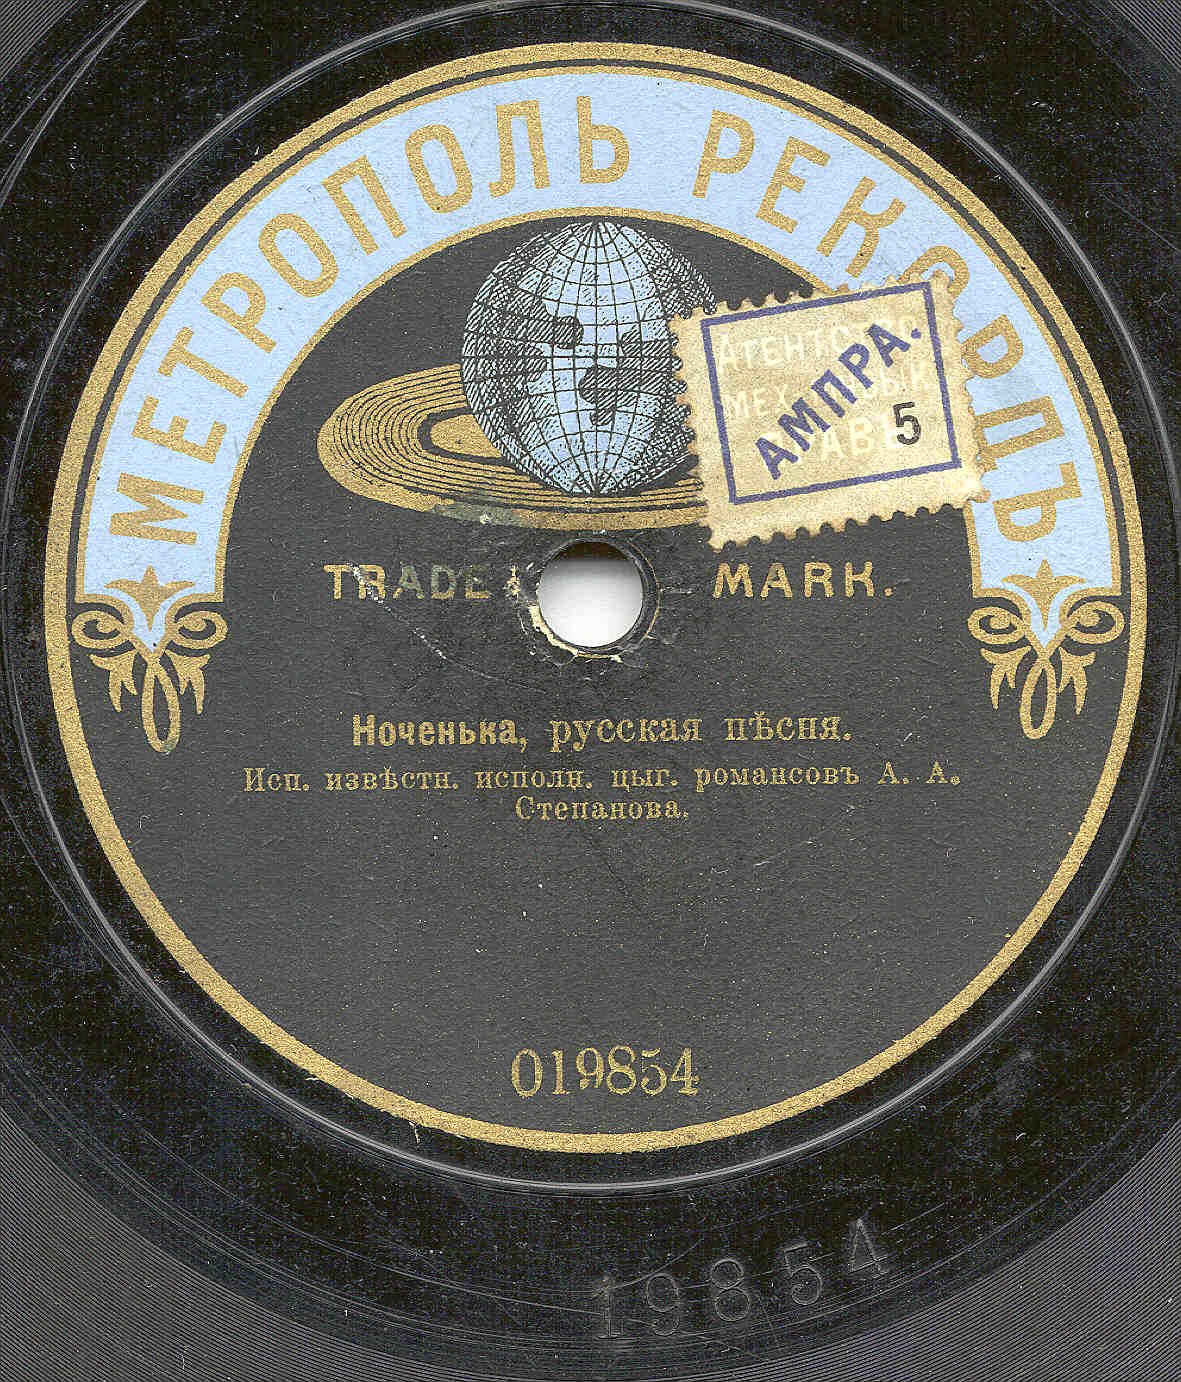 МЕТРОПОЛЬ РЕКОРДЪ
АМПРА.
5
TRADE MARK.
Ноченька, русская пѣсня.
Исп. извѣстн. исполн. цыг. романсовъ А. А.
Степанова.
019854
19854